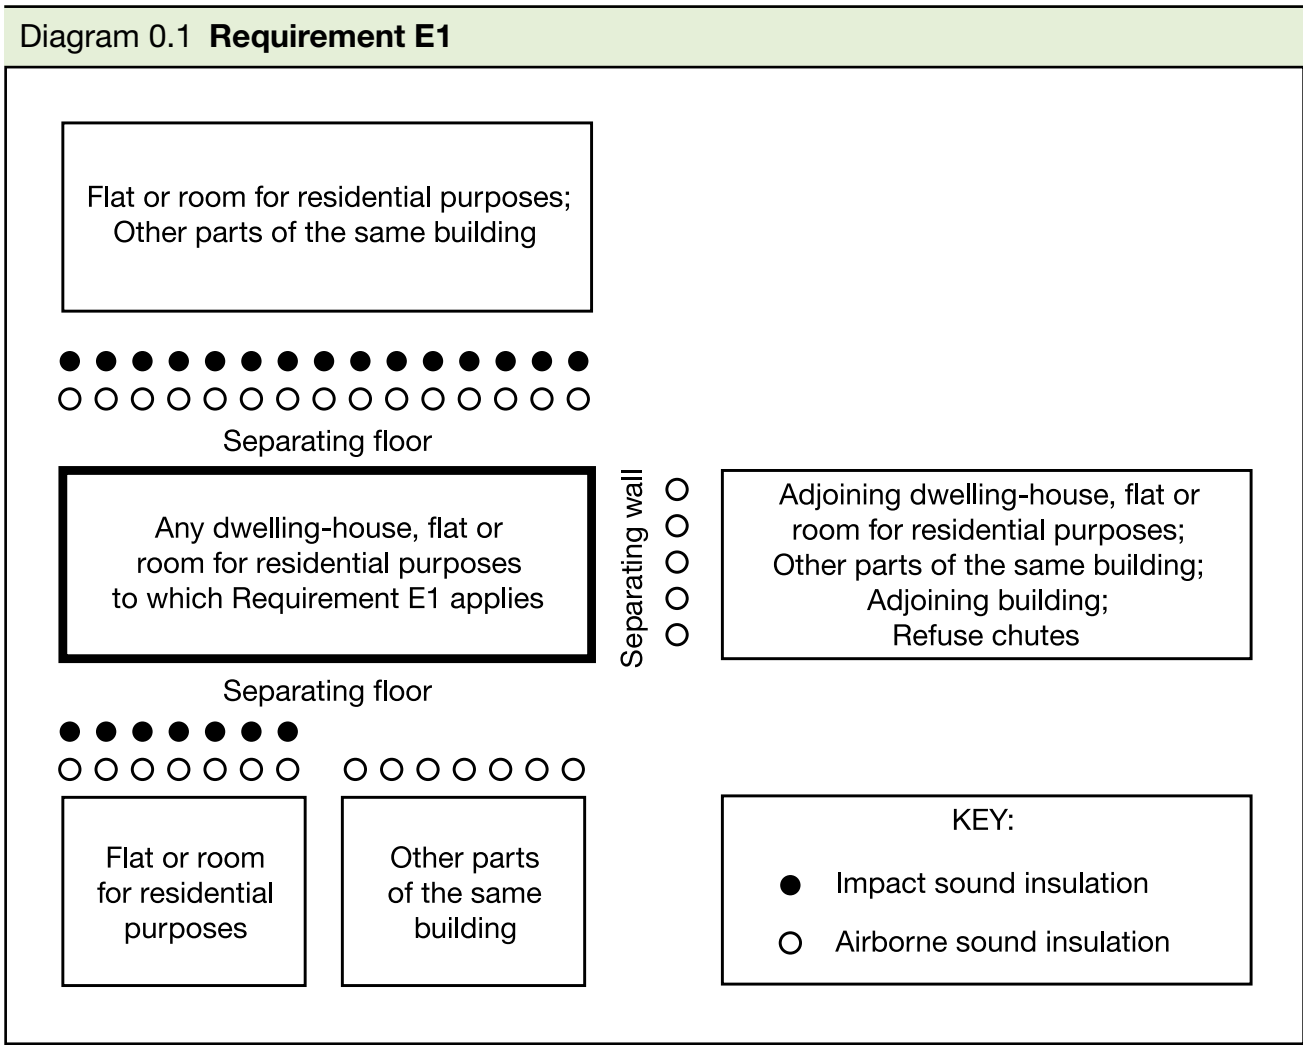 Diagram 0.1 Requirement E1
Flat or room for residential purposes;
Other parts of the same building
Separating floor
Any dwelling-house, flat or
room for residential purposes
to which Requirement E1 applies
Separating wall
Adjoining dwelling-house, flat or
room for residential purposes;
Other parts of the same building;
Adjoining building;
Refuse chutes
Separating floor
Flat or room
for residential
purposes
Other parts
of the same
building
KEY:
Impact sound insulation
Airborne sound insulation